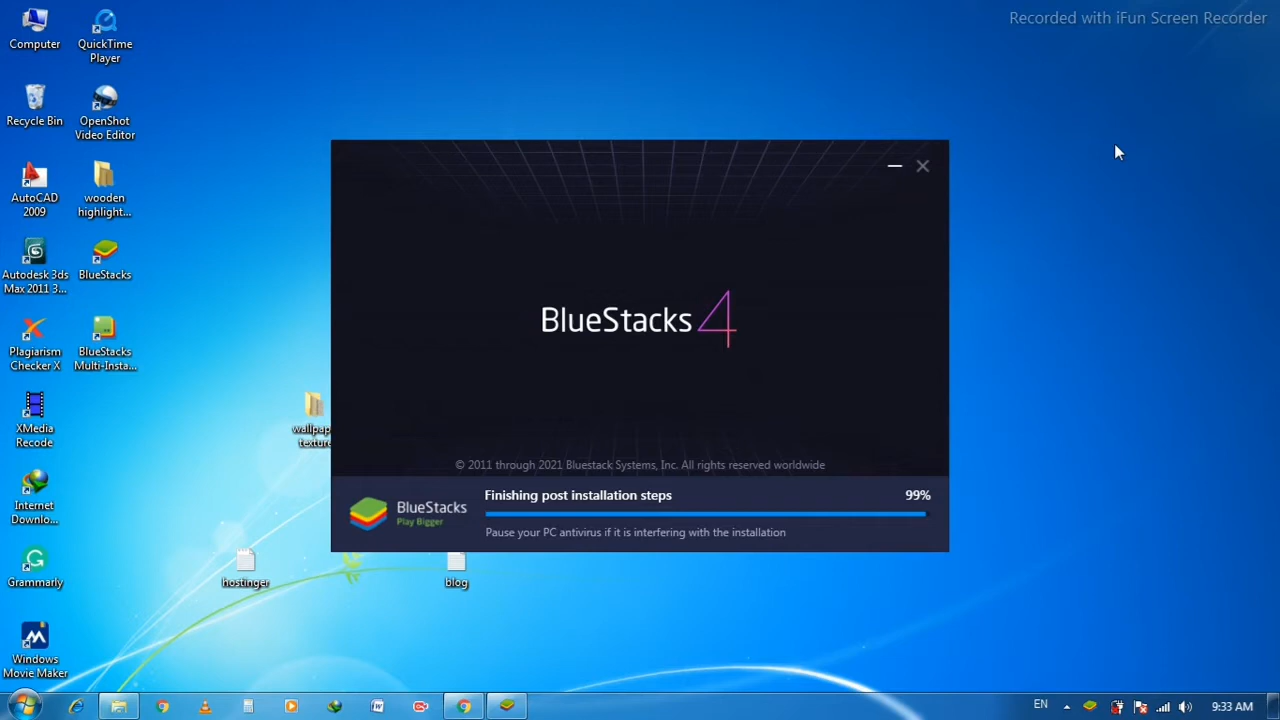 Recorded with iFun Screen Recorder
Computer
QuickTime
Player
Recycle Bin
OpenShot
Video Editor
AutoCAD
2009
wooden
highlight...
Autodesk 3ds
Max 2011 3...
BlueStacks
Plagiarism
Checker X
BlueStacks
Multi-Insta...
XMedia
Recode
Internet
Downlo...
Grammarly
Windows
Movie Maker
wallpap
texture
hostinger
blog
BlueStacks 4
© 2011 through 2021 Bluestack Systems, Inc. All rights reserved worldwide
BlueStacks
Play Bigger
Finishing post installation steps
99%
Pause your PC antivirus if it is interfering with the installation
EN
9:33 AM